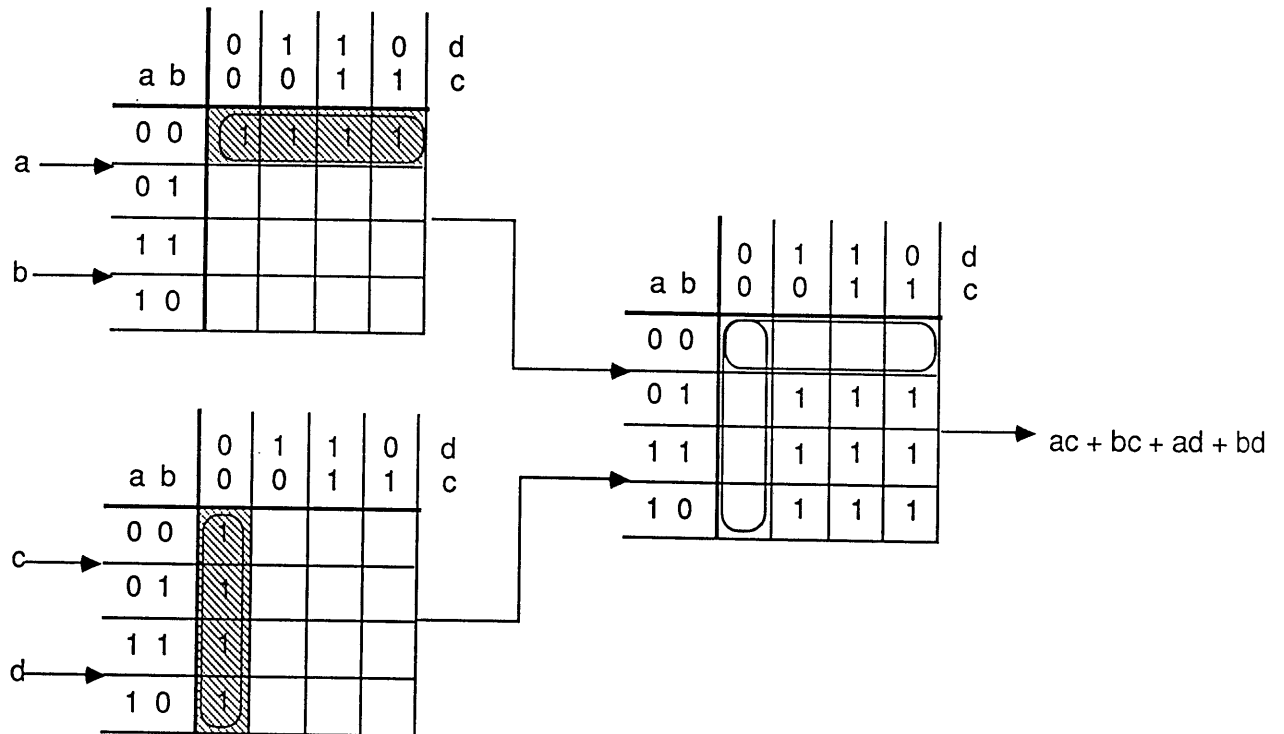 0 1 1 0 d
a b 0 0 1 1 c
0 0 1 1 1 1
a
0 1
1 1
b
1 0
0 1 1 0 d
a b 0 0 1 1 c
0 0
0 1 1 1 1
1 1 1 1 1
1 0 1 1 1
ac + bc + ad + bd
0 1 1 0 d
a b 0 0 1 1 c
0 0 1
c
0 1 1
1 1 1
d
1 0 1